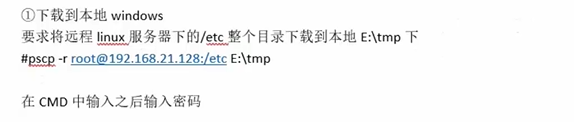 ①下载到本地 windows
要求将远程 linux 服务器下的/etc 整个目录下载到本地 E:\tmp 下
#pscp -r root@192.168.21.128:/etc E:\tmp
在 CMD 中输入之后输入密码